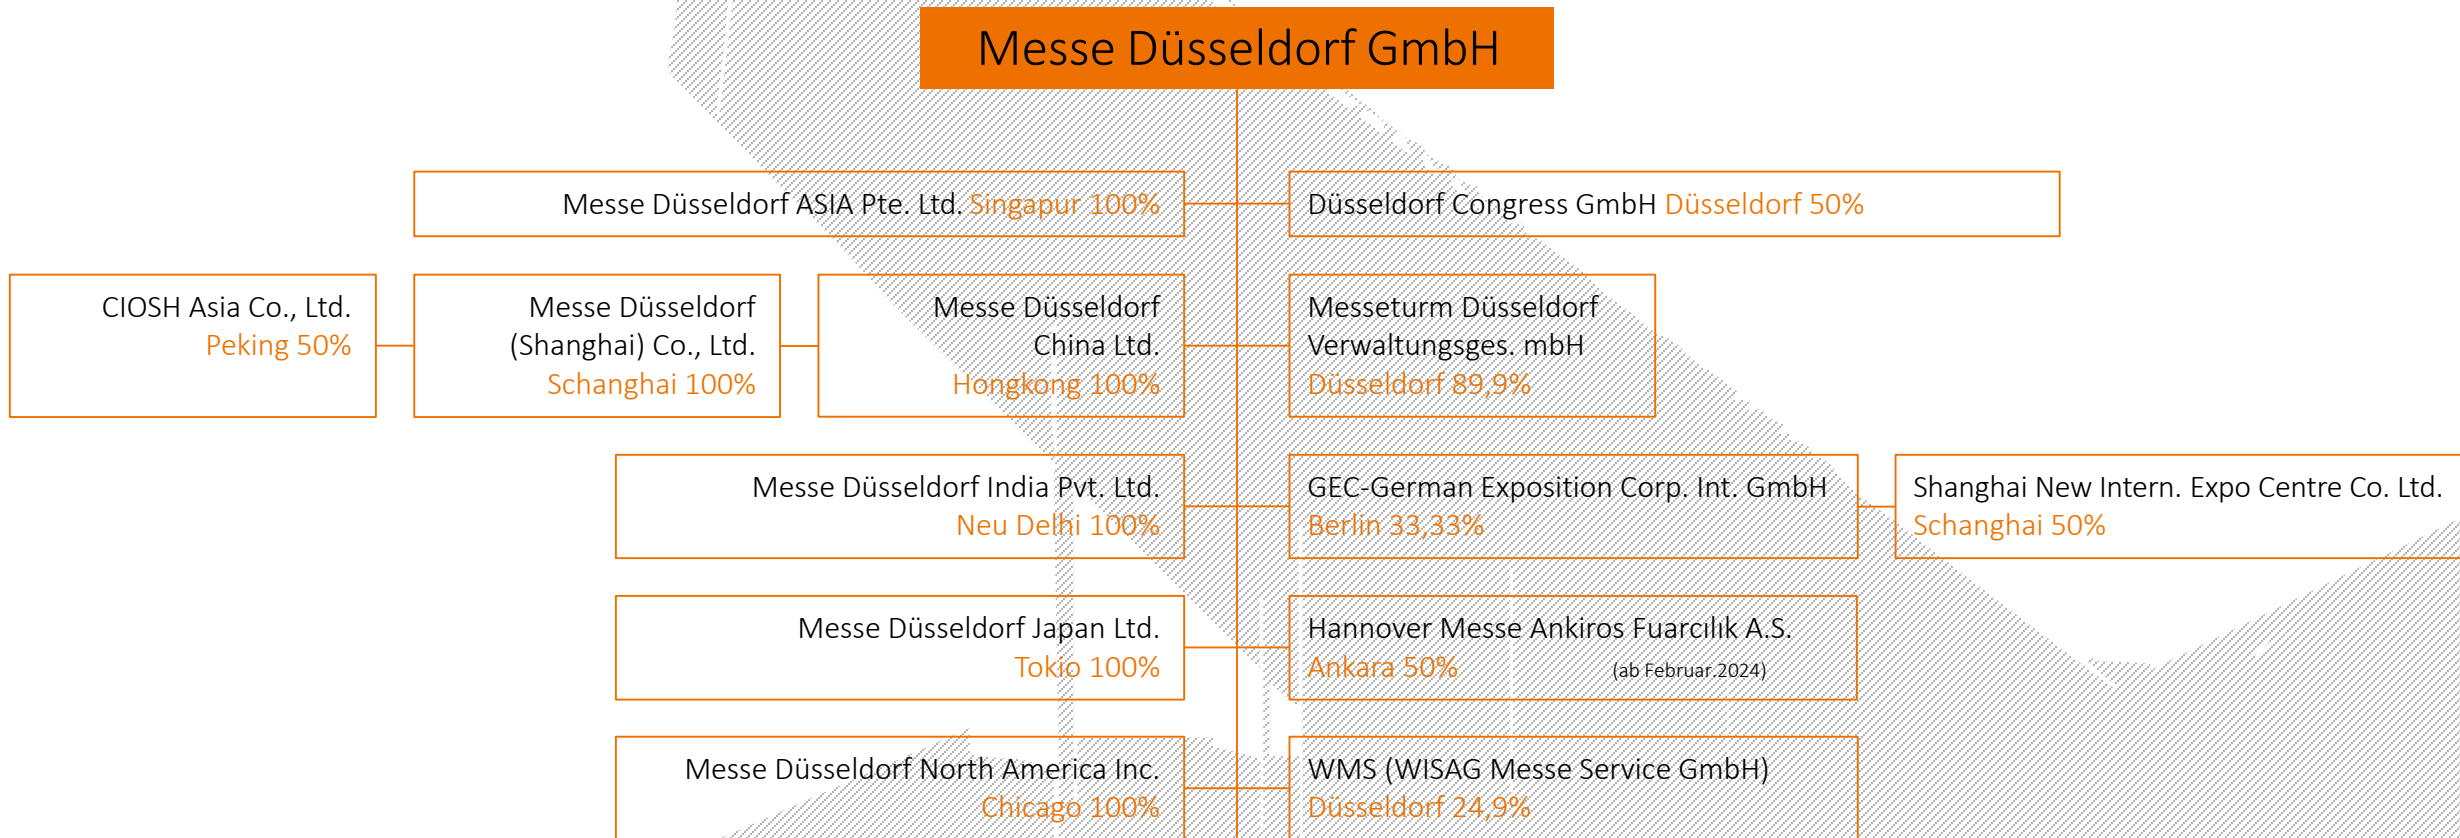 Messe Düsseldorf GmbH
Messe Düsseldorf ASIA Pte. Ltd. Singapur 100%
Düsseldorf Congress GmbH Düsseldorf 50%
CIOSH Asia Co., Ltd.
Peking 50%
Messe Düsseldorf
(Shanghai) Co., Ltd.
Schanghai 100%
Messe Düsseldorf
China Ltd.
Hongkong 100%
Messeturm Düsseldorf
Verwaltungsges. mbH
Düsseldorf 89,9%
Messe Düsseldorf India Pvt. Ltd.
Neu Delhi 100%
GEC-German Exposition Corp. Int. GmbH
Berlin 33,33%
Shanghai New Intern. Expo Centre Co. Ltd.
Schanghai 50%
Messe Düsseldorf Japan Ltd.
Tokio 100%
Hannover Messe Ankiros Fuarcılık A.S.
Ankara 50% (ab Februar.2024)
Messe Düsseldorf North America Inc.
Chicago 100%
WMS (WISAG Messe Service GmbH)
Düsseldorf 24,9%